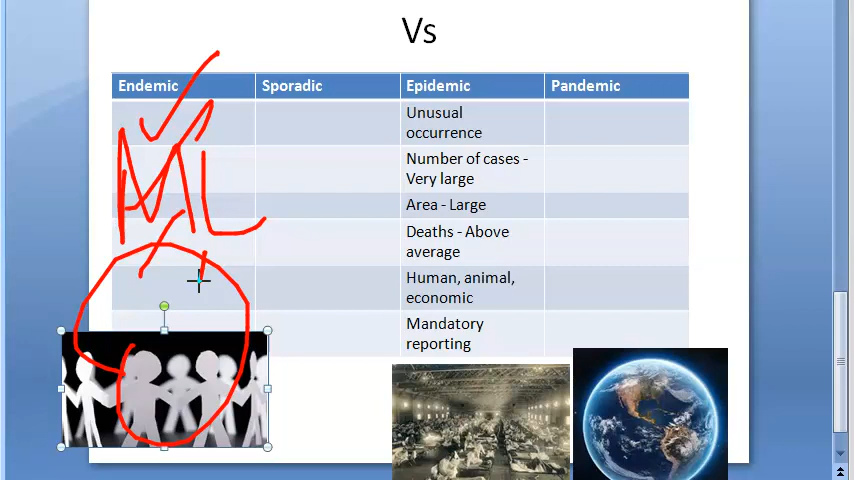 Vs
Endemic Sporadic Epidemic Pandemic
Unusual
occurrence
Number of cases -
Very large
Area - Large
Deaths - Above
average
Human, animal,
economic
Mandatory
reporting